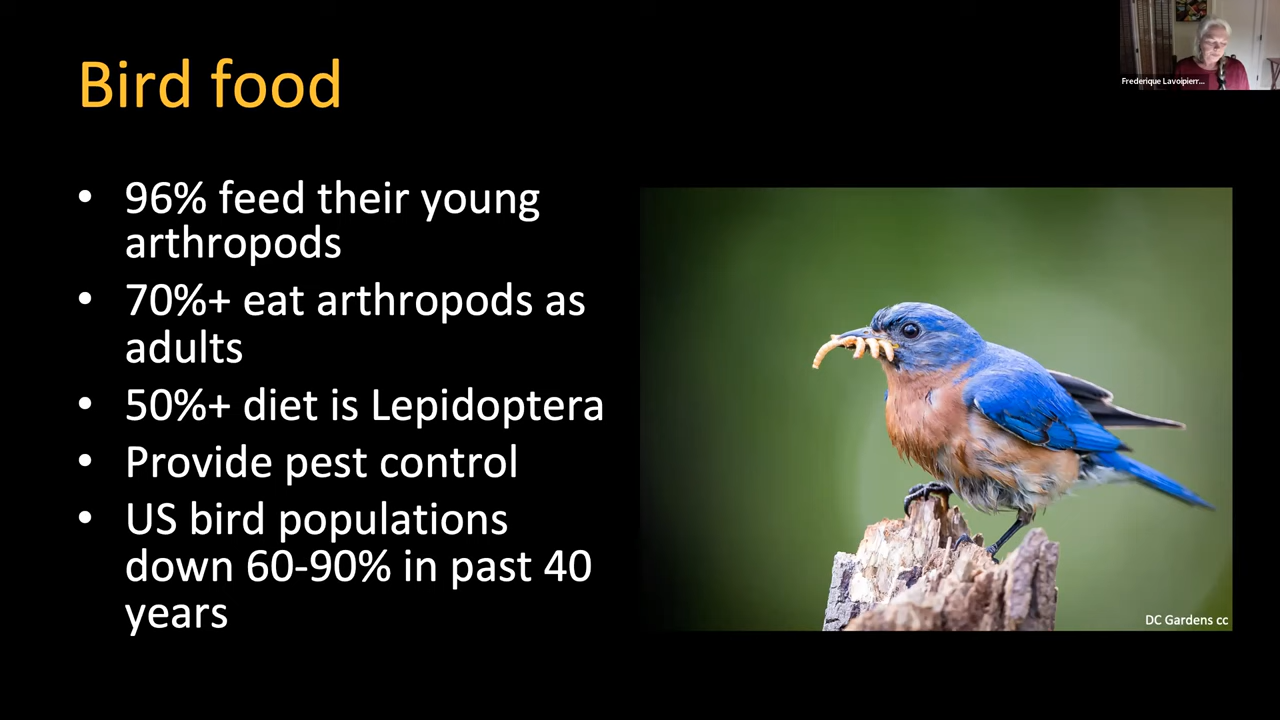 Bird food
Frederique Lavoipierr...
• 96% feed their young
arthropods
• 70%+ eat arthropods as
adults
• 50%+ diet is Lepidoptera
• Provide pest control
• US bird populations
down 60-90% in past 40
years
DC Gardens cc